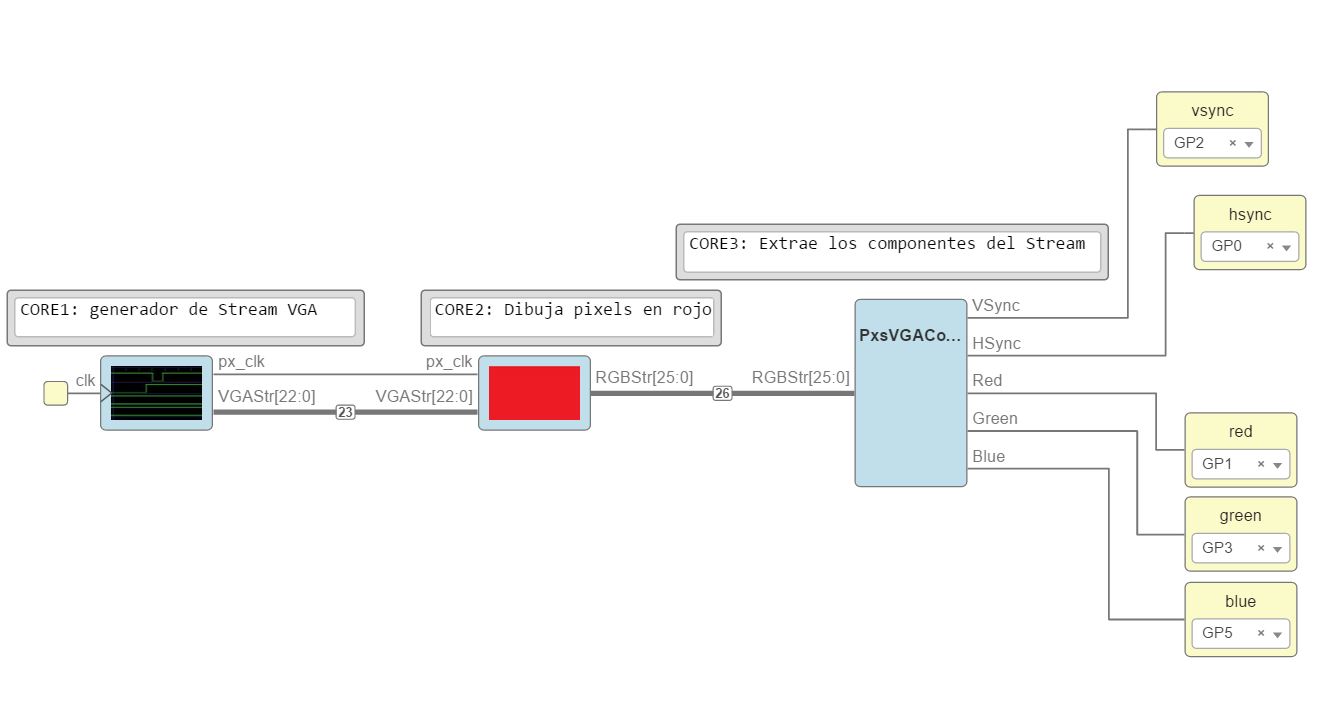 vsync
GP2 ×
hsync
GP0 ×
CORE3: Extrae los componentes del Stream
CORE1: generador de Stream VGA
CORE2: Dibuja pixels en rojo
clk
px_clk
VGAStr[22:0]
23
px_clk
VGAStr[22:0]
RGBStr[25:0]
26
RGBStr[25:0]
PxsVGACo...
VSync
HSync
Red
Green
Blue
red
GP1 ×
green
GP3 ×
blue
GP5 ×